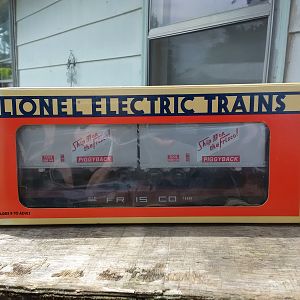 LIONEL ELECTRIC TRAINS
Ship it on
the Frisco!
PIGGYBACK
Ship it on
the Frisco!
PIGGYBACK
FRISCO